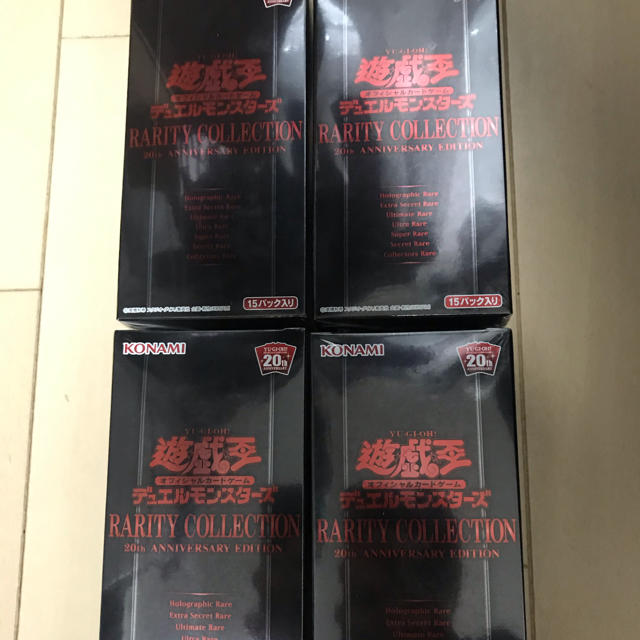 YU-GI-OH!
遊戯王
オフィシャルカードゲーム
デュエルモンスターズ
RARITY COLLECTION
20th ANNIVERSARY EDITION
Holographic Rare
Extra Secret Rare
Ultimate Rare
Ultra Rare
Super Rare
Secret Rare
Collectors Rare
15パック入り
YU-GI-OH!
遊戯王
オフィシャルカードゲーム
デュエルモンスターズ
RARITY COLLECTION
20th ANNIVERSARY EDITION
Holographic Rare
Extra Secret Rare
Ultimate Rare
Ultra Rare
Super Rare
Secret Rare
Collectors Rare
15パック入り
KONAMI
YU-GI-OH!
20th
ANNIVERSARY
YU-GI-OH!
遊戯王
オフィシャルカードゲーム
デュエルモンスターズ
RARITY COLLECTION
20th ANNIVERSARY EDITION
Holographic Rare
Extra Secret Rare
Ultimate Rare
Ultra Rare
KONAMI
YU-GI-OH!
20th
ANNIVERSARY
YU-GI-OH!
遊戯王
オフィシャルカードゲーム
デュエルモンスターズ
RARITY COLLECTION
20th ANNIVERSARY EDITION
Holographic Rare
Extra Secret Rare
Ultimate Rare